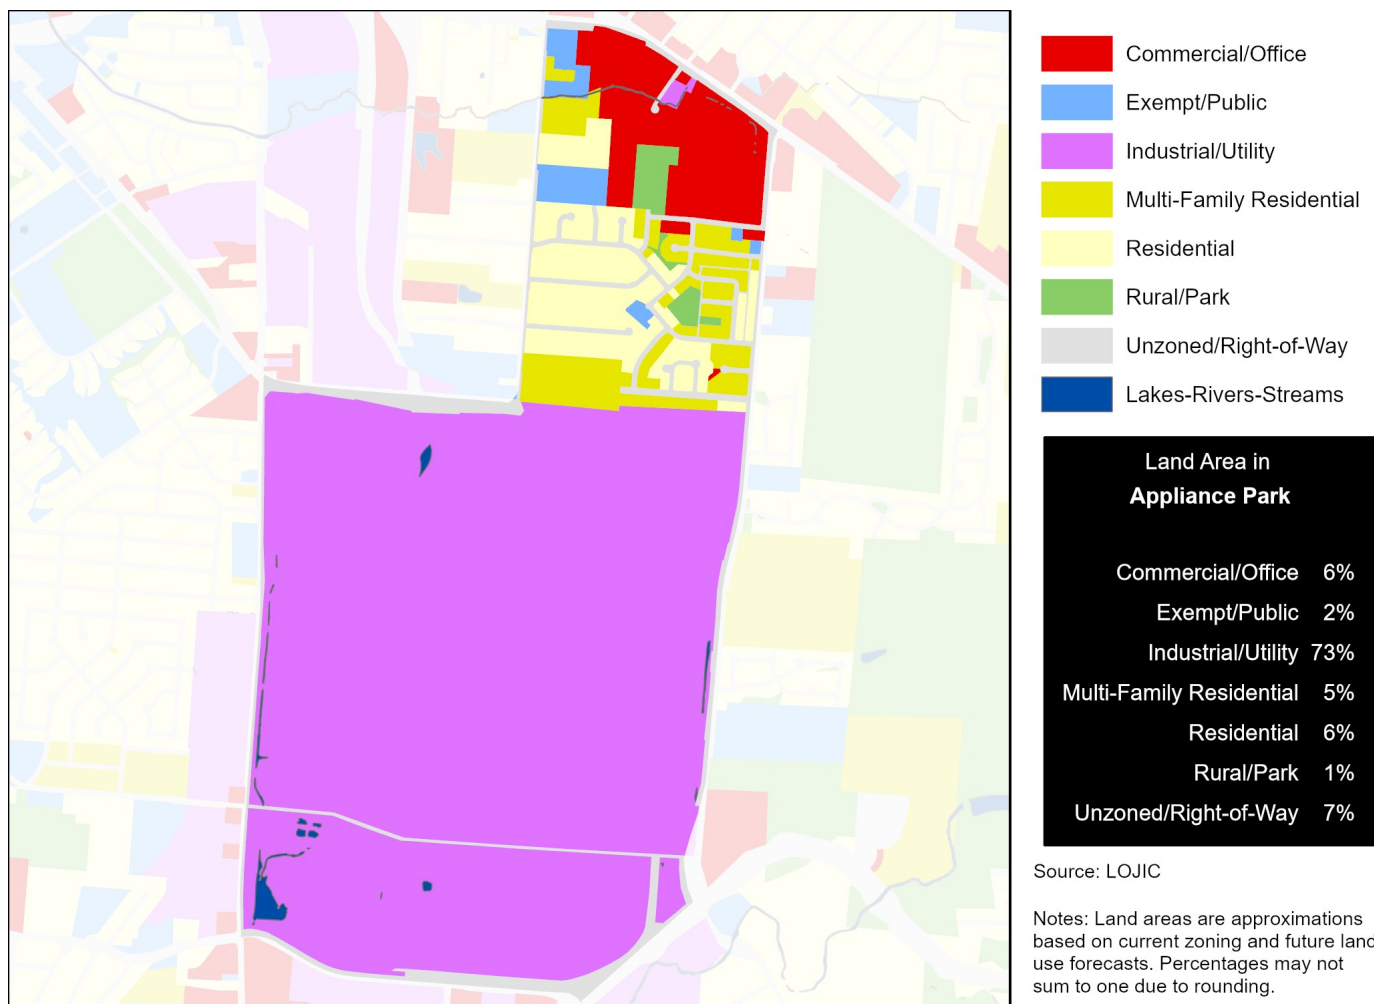 Commercial/Office
Exempt/Public
Industrial/Utility
Multi-Family Residential
Residential
Rural/Park
Unzoned/Right-of-Way
Lakes-Rivers-Streams
Land Area in
Appliance Park
Commercial/Office 6%
Exempt/Public 2%
Industrial/Utility 73%
Multi-Family Residential 5%
Residential 6%
Rural/Park 1%
Unzoned/Right-of-Way 7%
Source: LOJIC
Notes: Land areas are approximations
based on current zoning and future land
use forecasts. Percentages may not
sum to one due to rounding.